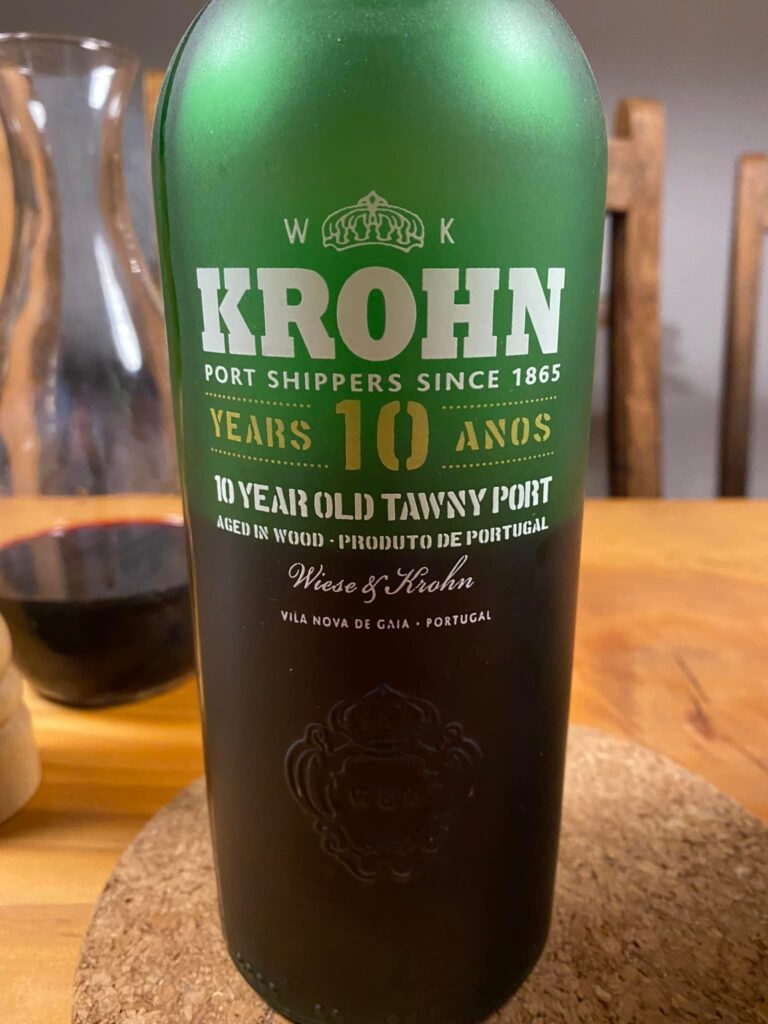 W K
KROHN
PORT SHIPPERS SINCE 1865
YEARS 10 ANOS
10 YEAR OLD TAWNY PORT
AGED IN WOOD · PRODUTO DE PORTUGAL
Wiese & Krohn
VILA NOVA DE GAIA · PORTUGAL
W&K